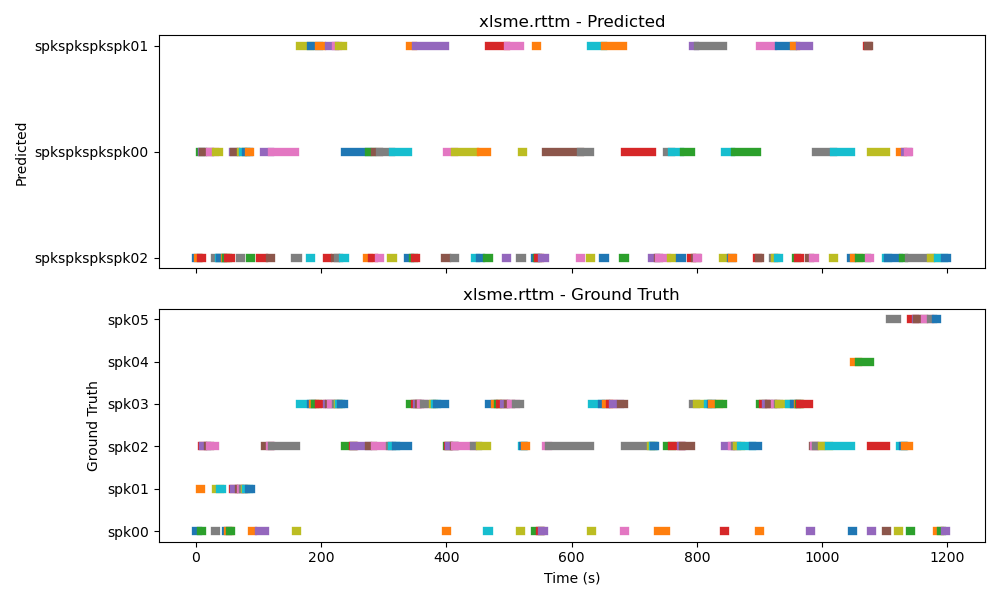 xlsme.rttm - Predicted
spkspkspkspk01
spkspkspkspk00
spkspkspkspk02
Predicted
xlsme.rttm - Ground Truth
spk05
spk04
spk03
spk02
spk01
spk00
Ground Truth
0 200 400 600 800 1000 1200
Time (s)